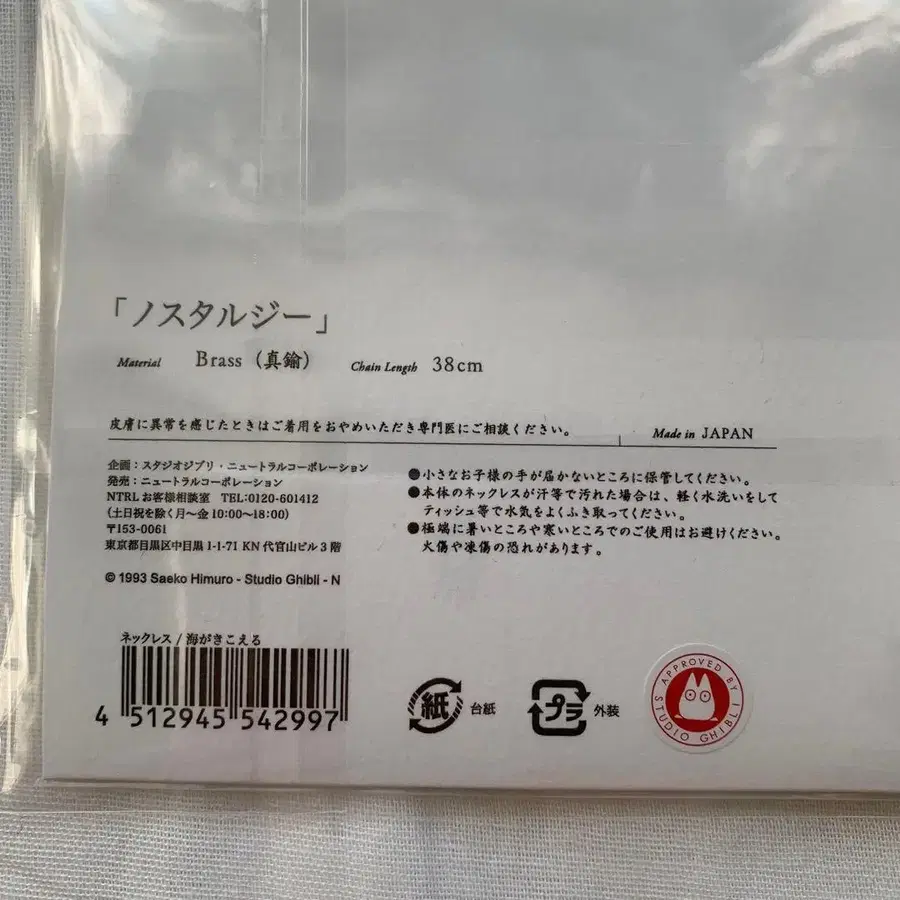 「ノスタルジー」
Material Brass（真鍮） Chain Length 38cm
皮膚に異常を感じたときはご着用をおやめいただき専門医にご相談ください。
Made in JAPAN
企画：スタジオジブリ・ニュートラルコーポレーション
発売：ニュートラルコーポレーション
NTRLお客様相談室 TEL:0120-601412
（土日祝を除く月〜金 10:00〜18:00）
〒153-0061
東京都目黒区中目黒1-1-71 KN代官山ビル3階
© 1993 Saeko Himuro - Studio Ghibli - N
●小さなお子様の手が届かないところに保管してください。
●本体のネックレスが汗等で汚れた場合は、軽く水洗いをして
ティッシュ等で水気をよくふき取ってください。
●極端に暑いところや寒いところでのご使用はお避けください。
火傷や凍傷の恐れがあります。
ネックレス / 海がきこえる
4 512945 542997
紙 台紙
プラ 外装
APPROVED BY STUDIO GHIBLI